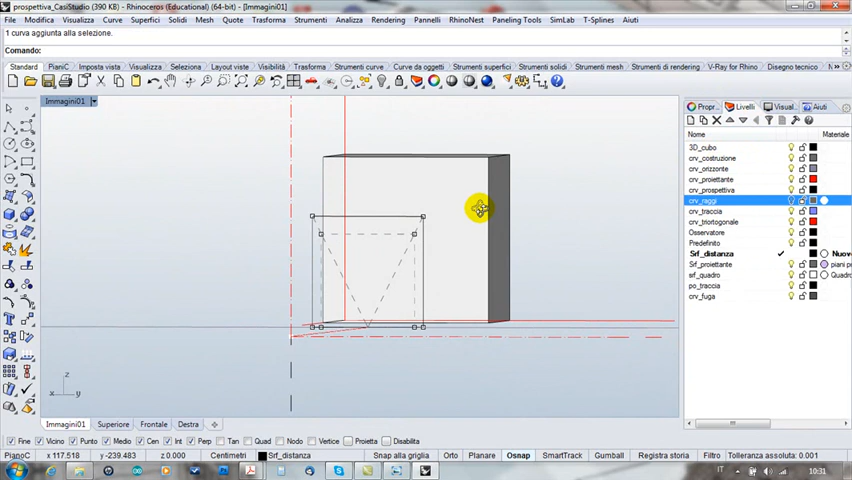 prospettiva_CasiStudio (390 KB) - Rhinoceros (Educational) (64-bit) - [Immagini01]
File Modifica Visualizza Curve Superfici Solidi Mesh Quote Trasforma Strumenti Analizza Rendering Pannelli RhinoNest Paneling Tools SimLab T-Splines Aiuti
1 curva aggiunta alla selezione.
Comando:
Standard PianiC Imposta vista Visualizzazione Seleziona Layout viste Visibilità Trasforma Strumenti curve Strumenti superfici Strumenti solidi Strumenti mesh Strumenti di rendering V-Ray for Rhino Disegno tecnico
Immagini01
Propr... Livelli Visual... Aiuti
Nome Materiale
3D_cubo
crv_costruzione
crv_orizzonte
crv_proiettante
crv_prospettiva
crv_raggi
crv_traccia
crv_triortogonale
Osservatore
Predefinito
Srf_distanza Nuovo
Srf_proiettante piani pr
srf_quadro Quadro
po_traccia
crv_fuga
z
x y
Immagini01 Superiore Frontale Destra
Fine Vicino Punto Medio Cen Int Perp Tan Quad Nodo Vertice Proietta Disabilita
PianoC x 117.518 y -239.483 z 0.000 Centimetri Srf_distanza Snap alla griglia Orto Planare Osnap SmartTrack Gumball Registra storia Filtro Tolleranza assoluta: 0.001
IT 10:31